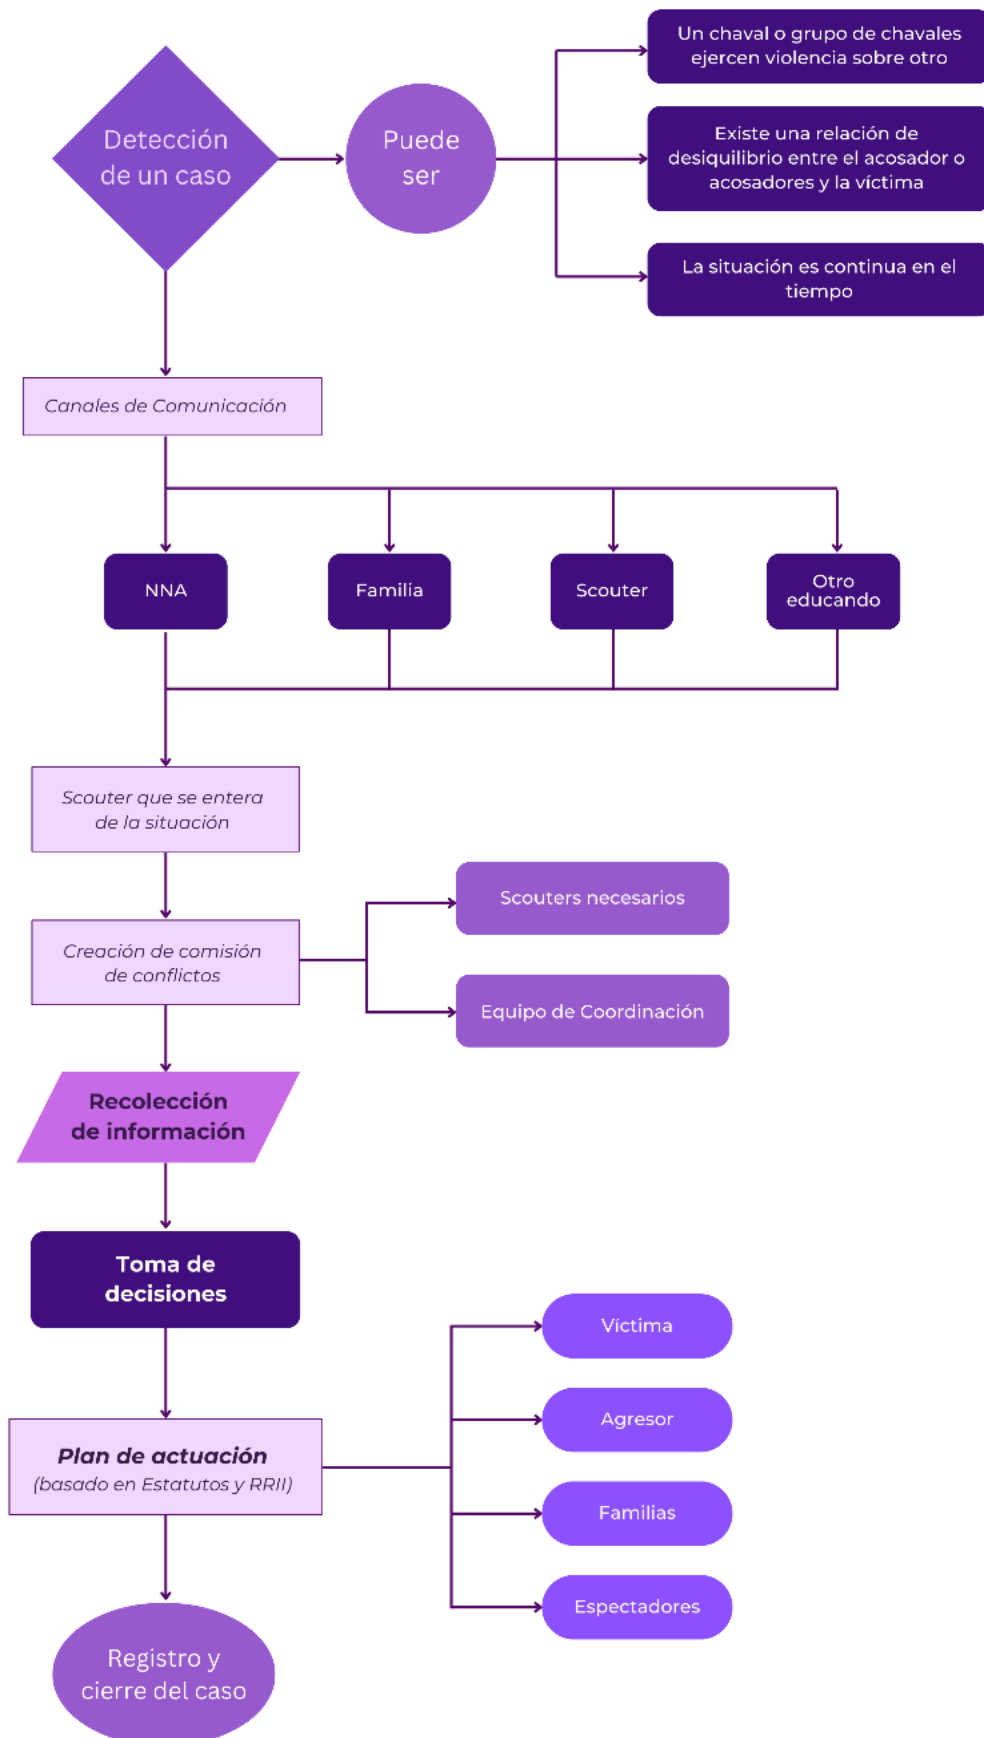 Detección
de un caso
Puede
ser
Un chaval o grupo de chavales
ejercen violencia sobre otro
Existe una relación de
desiquilibrio entre el acosador o
acosadores y la víctima
La situación es continua en el
tiempo
Canales de Comunicación
NNA
Familia
Scouter
Otro
educando
Scouter que se entera
de la situación
Creación de comisión
de conflictos
Scouters necesarios
Equipo de Coordinación
Recolección
de información
Toma de
decisiones
Plan de actuación
(basado en Estatutos y RRII)
Víctima
Agresor
Familias
Espectadores
Registro y
cierre del caso